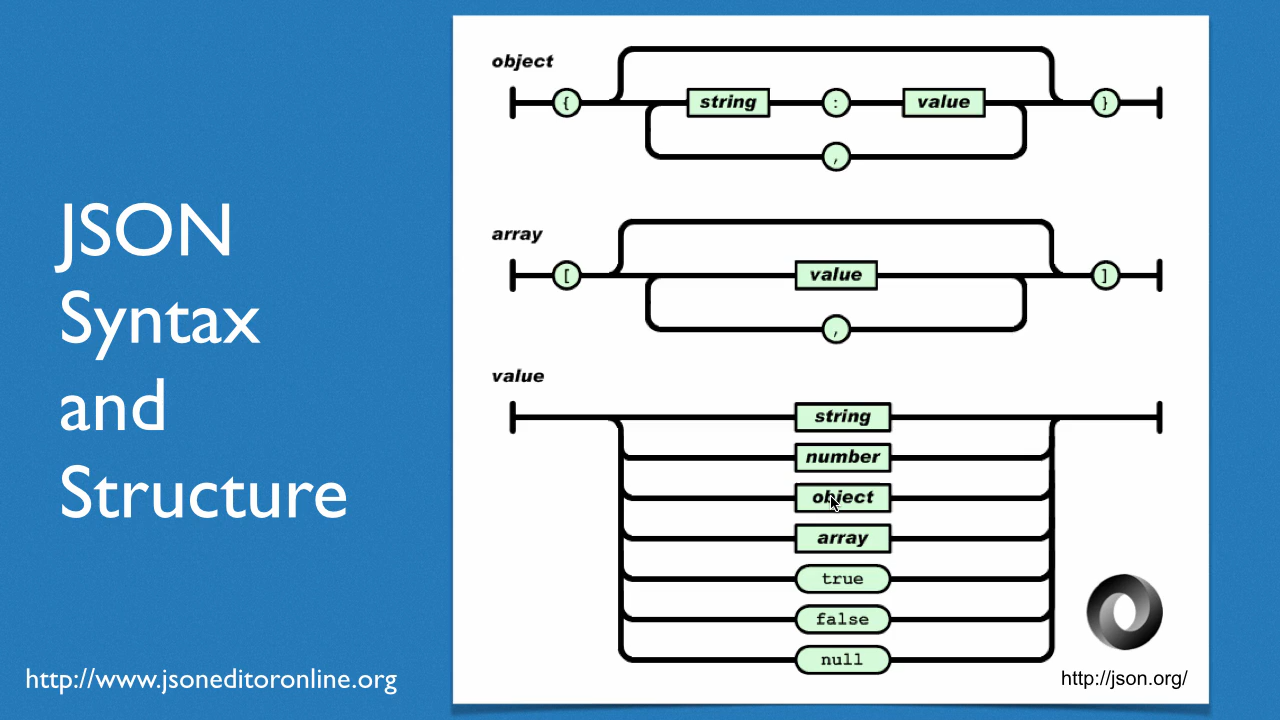 JSON
Syntax
and
Structure
http://www.jsoneditoronline.org
object
{ string : value }
,
array
[ value ]
,
value
string
number
object
array
true
false
null
http://json.org/